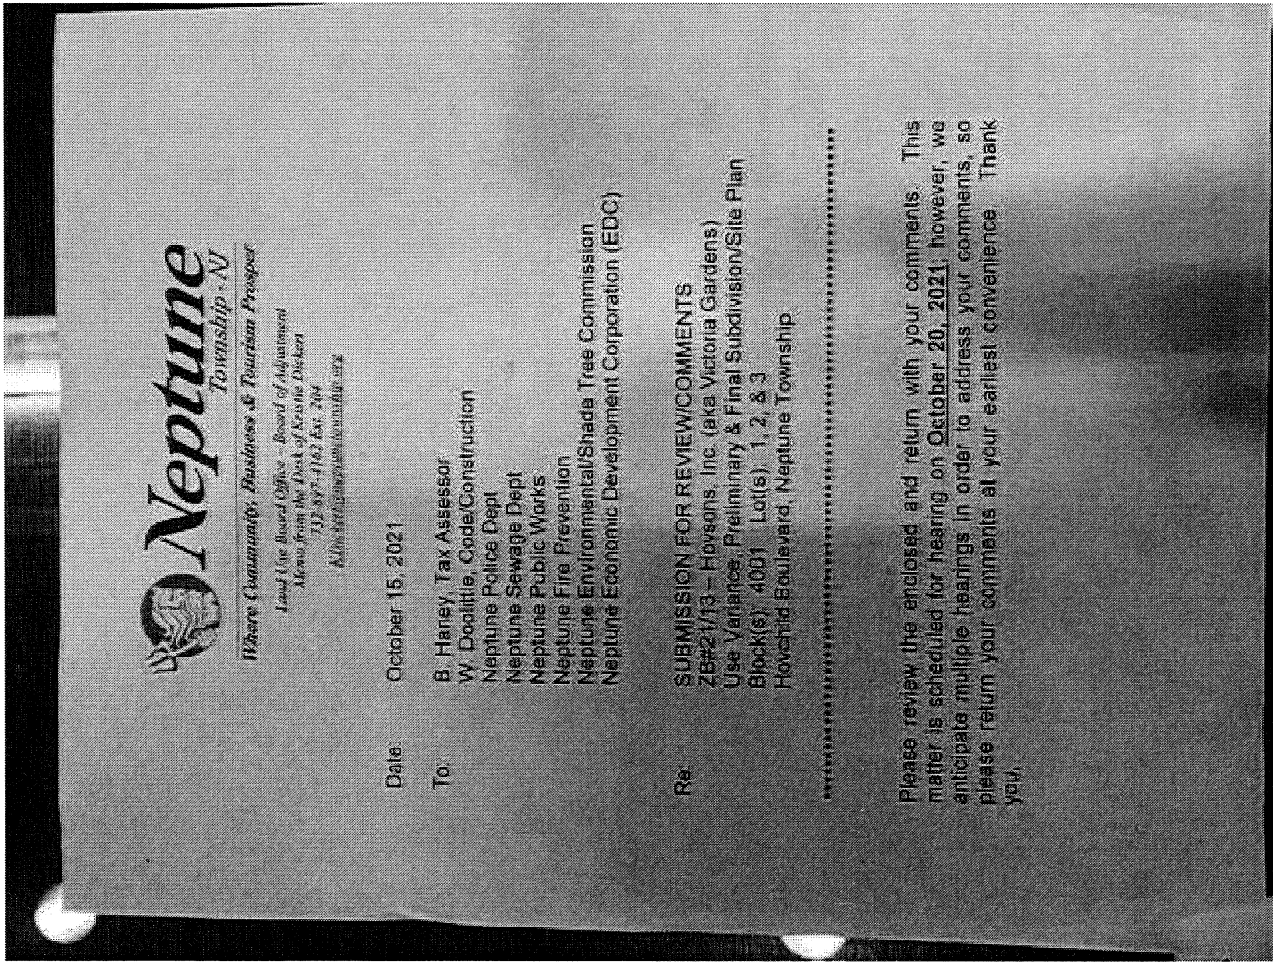 Neptune
Township - NJ
Where Community, Business & Tourism Prosper
Land Use Board Office - Board of Adjustment
Memo from the Desk of Kristie Dickert
732-897-4162 Ext. 204
Date: October 15, 2021
To: B. Haney, Tax Assessor
W. Doolittle, Code/Construction
Neptune Police Dept
Neptune Sewage Dept
Neptune Public Works
Neptune Fire Prevention
Neptune Environmental/Shade Tree Commission
Neptune Economic Development Corporation (EDC)
Re: SUBMISSION FOR REVIEW/COMMENTS
ZB#21/13 – Hovsons, Inc. (aka Victoria Gardens)
Use Variance, Preliminary & Final Subdivision/Site Plan
Block(s) 4001 Lot(s) 1, 2, & 3
Hovchild Boulevard, Neptune Township
Please review the enclosed and return with your comments. This
matter is scheduled for hearing on October 20, 2021, however, we
anticipate multiple hearings in order to address your comments, so
please return your comments at your earliest convenience Thank
you.